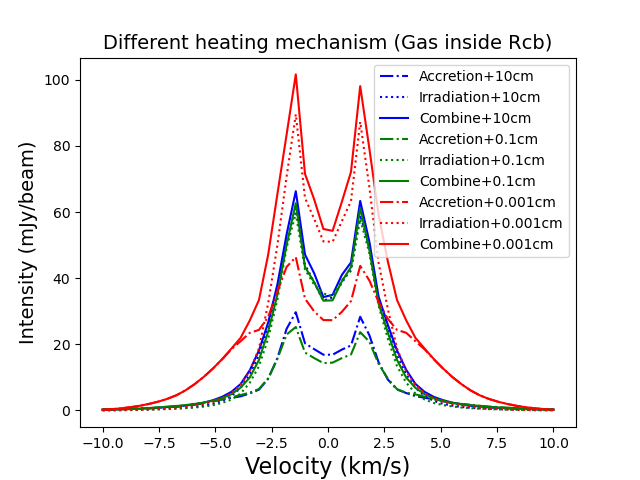 Different heating mechanism (Gas inside Rcb)
Intensity (mJy/beam)
100
80
60
40
20
0
Accretion+10cm
Irradiation+10cm
Combine+10cm
Accretion+0.1cm
Irradiation+0.1cm
Combine+0.1cm
Accretion+0.001cm
Irradiation+0.001cm
Combine+0.001cm
−10.0 −7.5 −5.0 −2.5 0.0 2.5 5.0 7.5 10.0
Velocity (km/s)